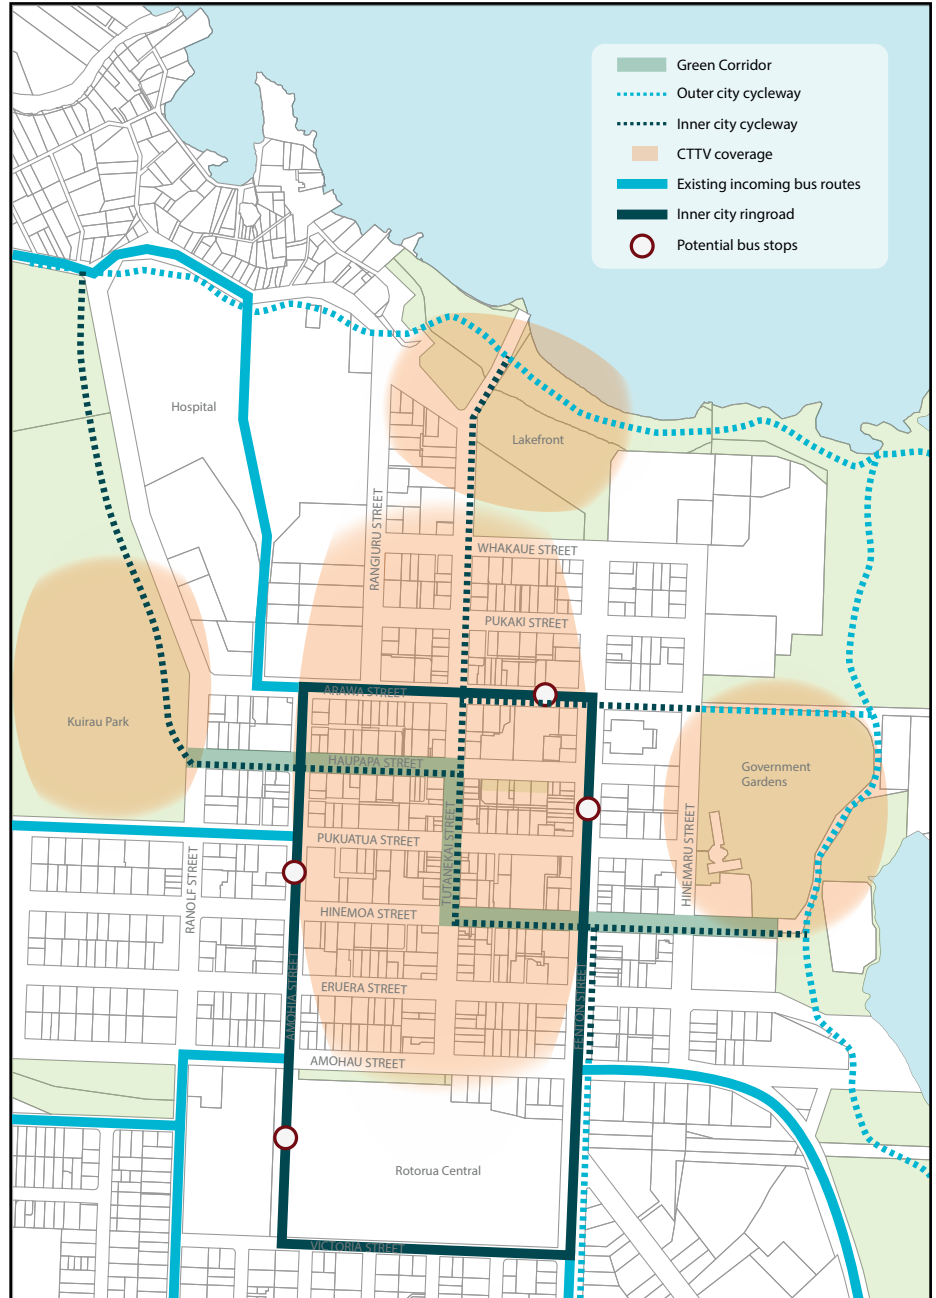 Green Corridor
Outer city cycleway
Inner city cycleway
CTTV coverage
Existing incoming bus routes
Inner city ringroad
Potential bus stops
Hospital
Lakefront
RANGIURU STREET
WHAKAUE STREET
PUKAKI STREET
ARAWA STREET
Kuirau Park
HAUPAPA STREET
Government
Gardens
PUKUATUA STREET
TUTANEKAI STREET
HINEMARU STREET
RANOLF STREET
HINEMOA STREET
ERUERA STREET
AMOHIA STREET
FENTON STREET
AMOHAU STREET
Rotorua Central
VICTORIA STREET